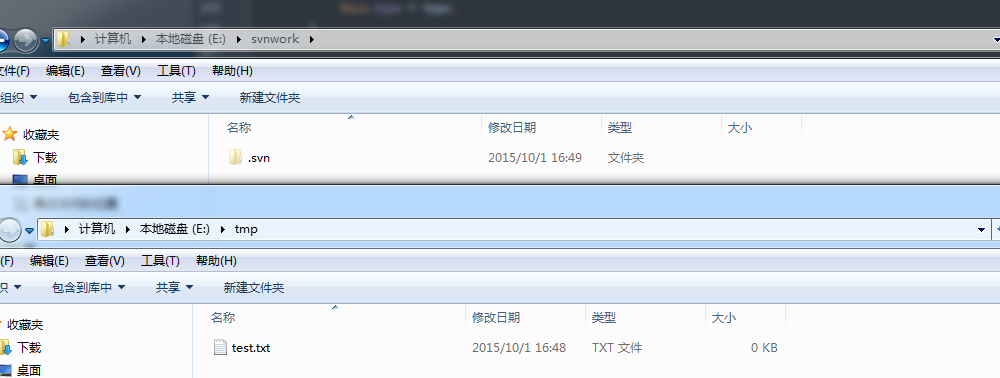 计算机 本地磁盘 (E:) svnwork
文件(F) 编辑(E) 查看(V) 工具(T) 帮助(H)
组织 包含到库中 共享 新建文件夹
名称 修改日期 类型 大小
收藏夹
下载
桌面
.svn 2015/10/1 16:49 文件夹
计算机 本地磁盘 (E:) tmp
(F) 编辑(E) 查看(V) 工具(T) 帮助(H)
织 包含到库中 共享 新建文件夹
名称 修改日期 类型 大小
收藏夹
下载
桌面
test.txt 2015/10/1 16:48 TXT 文件 0 KB